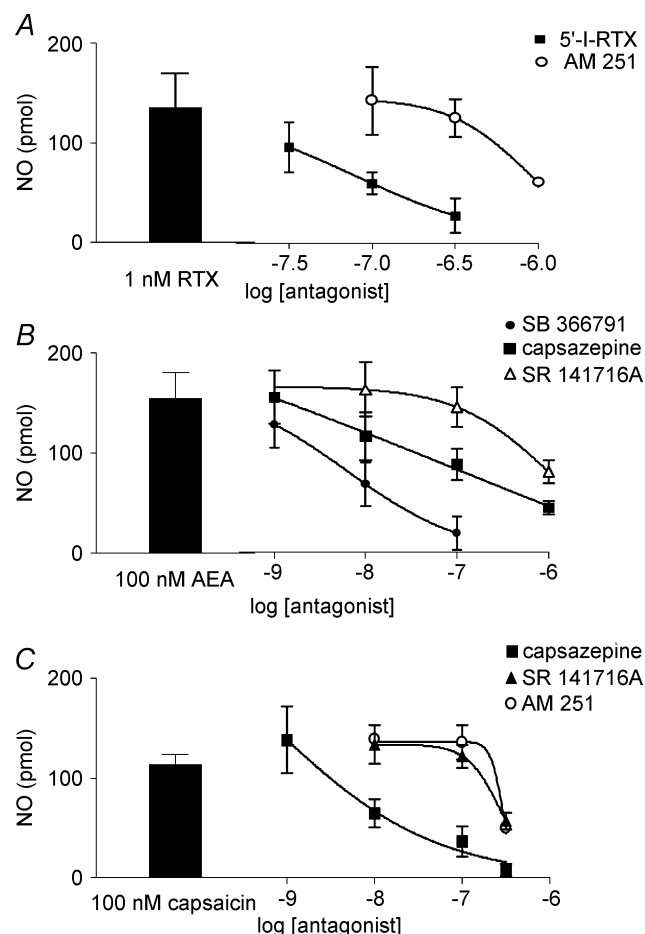 A
5'-I-RTX
AM 251
200
100
0
NO (pmol)
-7.5 -7.0 -6.5 -6.0
1 nM RTX
log [antagonist]
B
SB 366791
capsazepine
SR 141716A
200
100
0
NO (pmol)
-9 -8 -7 -6
100 nM AEA
log [antagonist]
C
capsazepine
SR 141716A
AM 251
200
100
0
NO (pmol)
-9 -8 -7 -6
100 nM capsaicin
log [antagonist]